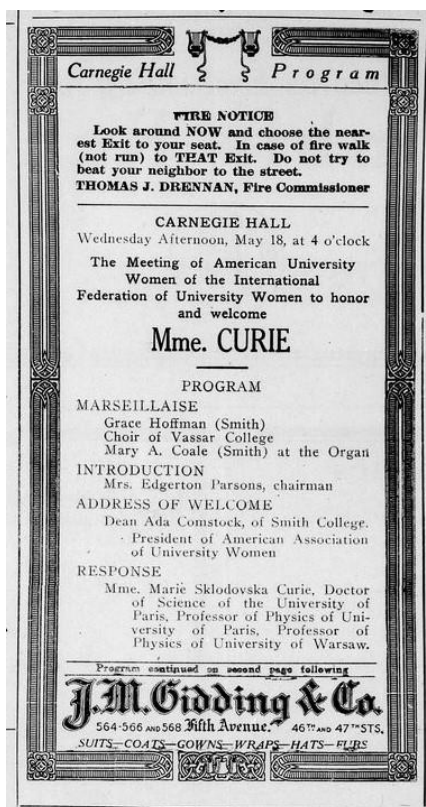 Carnegie Hall Program
FIRE NOTICE
Look around NOW and choose the near-
est Exit to your seat. In case of fire walk
(not run) to THAT Exit. Do not try to
beat your neighbor to the street.
THOMAS J. DRENNAN, Fire Commissioner
CARNEGIE HALL
Wednesday Afternoon, May 18, at 4 o'clock
The Meeting of American University
Women of the International
Federation of University Women to honor
and welcome
Mme. CURIE
PROGRAM
MARSEILLAISE
Grace Hoffman (Smith)
Choir of Vassar College
Mary A. Coale (Smith) at the Organ
INTRODUCTION
Mrs. Edgerton Parsons, chairman
ADDRESS OF WELCOME
Dean Ada Comstock, of Smith College.
President of American Association
of University Women
RESPONSE
Mme. Marie Sklodovska Curie, Doctor
of Science of the University of
Paris, Professor of Physics of Uni-
versity of Paris, Professor of
Physics of University of Warsaw.
Program continued on second page following
J.M. Gidding & Co.
564-566 AND 568 Fifth Avenue. 46TH AND 47TH STS.
SUITS—COATS—GOWNS—WRAPS—HATS—FURS